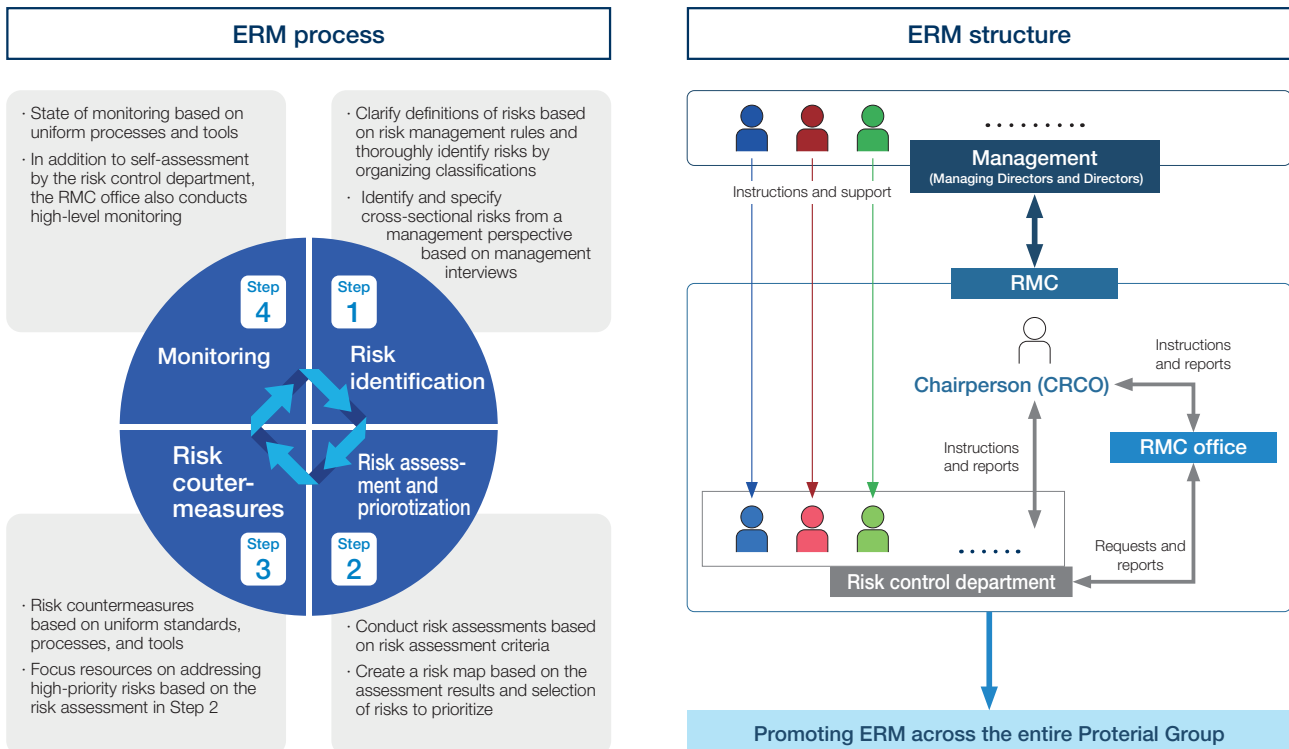 ERM process
· State of monitoring based on
uniform processes and tools
· In addition to self-assessment
by the risk control department,
the RMC office also conducts
high-level monitoring
· Clarify definitions of risks based
on risk management rules and
thoroughly identify risks by
organizing classifications
· Identify and specify
cross-sectional risks from a
management perspective
based on management
interviews
Step
4
Monitoring
Step
1
Risk
identification
Risk
couter-
measures
Step
3
Risk assess-
ment and
priorotization
Step
2
· Risk countermeasures
based on uniform standards,
processes, and tools
· Focus resources on addressing
high-priority risks based on the
risk assessment in Step 2
· Conduct risk assessments based
on risk assessment criteria
· Create a risk map based on the
assessment results and selection
of risks to prioritize
ERM structure
.........
Management
(Managing Directors and Directors)
Instructions and support
RMC
Chairperson (CRCO)
Instructions
and reports
RMC office
Instructions
and reports
......
Risk control department
Requests and
reports
Promoting ERM across the entire Proterial Group